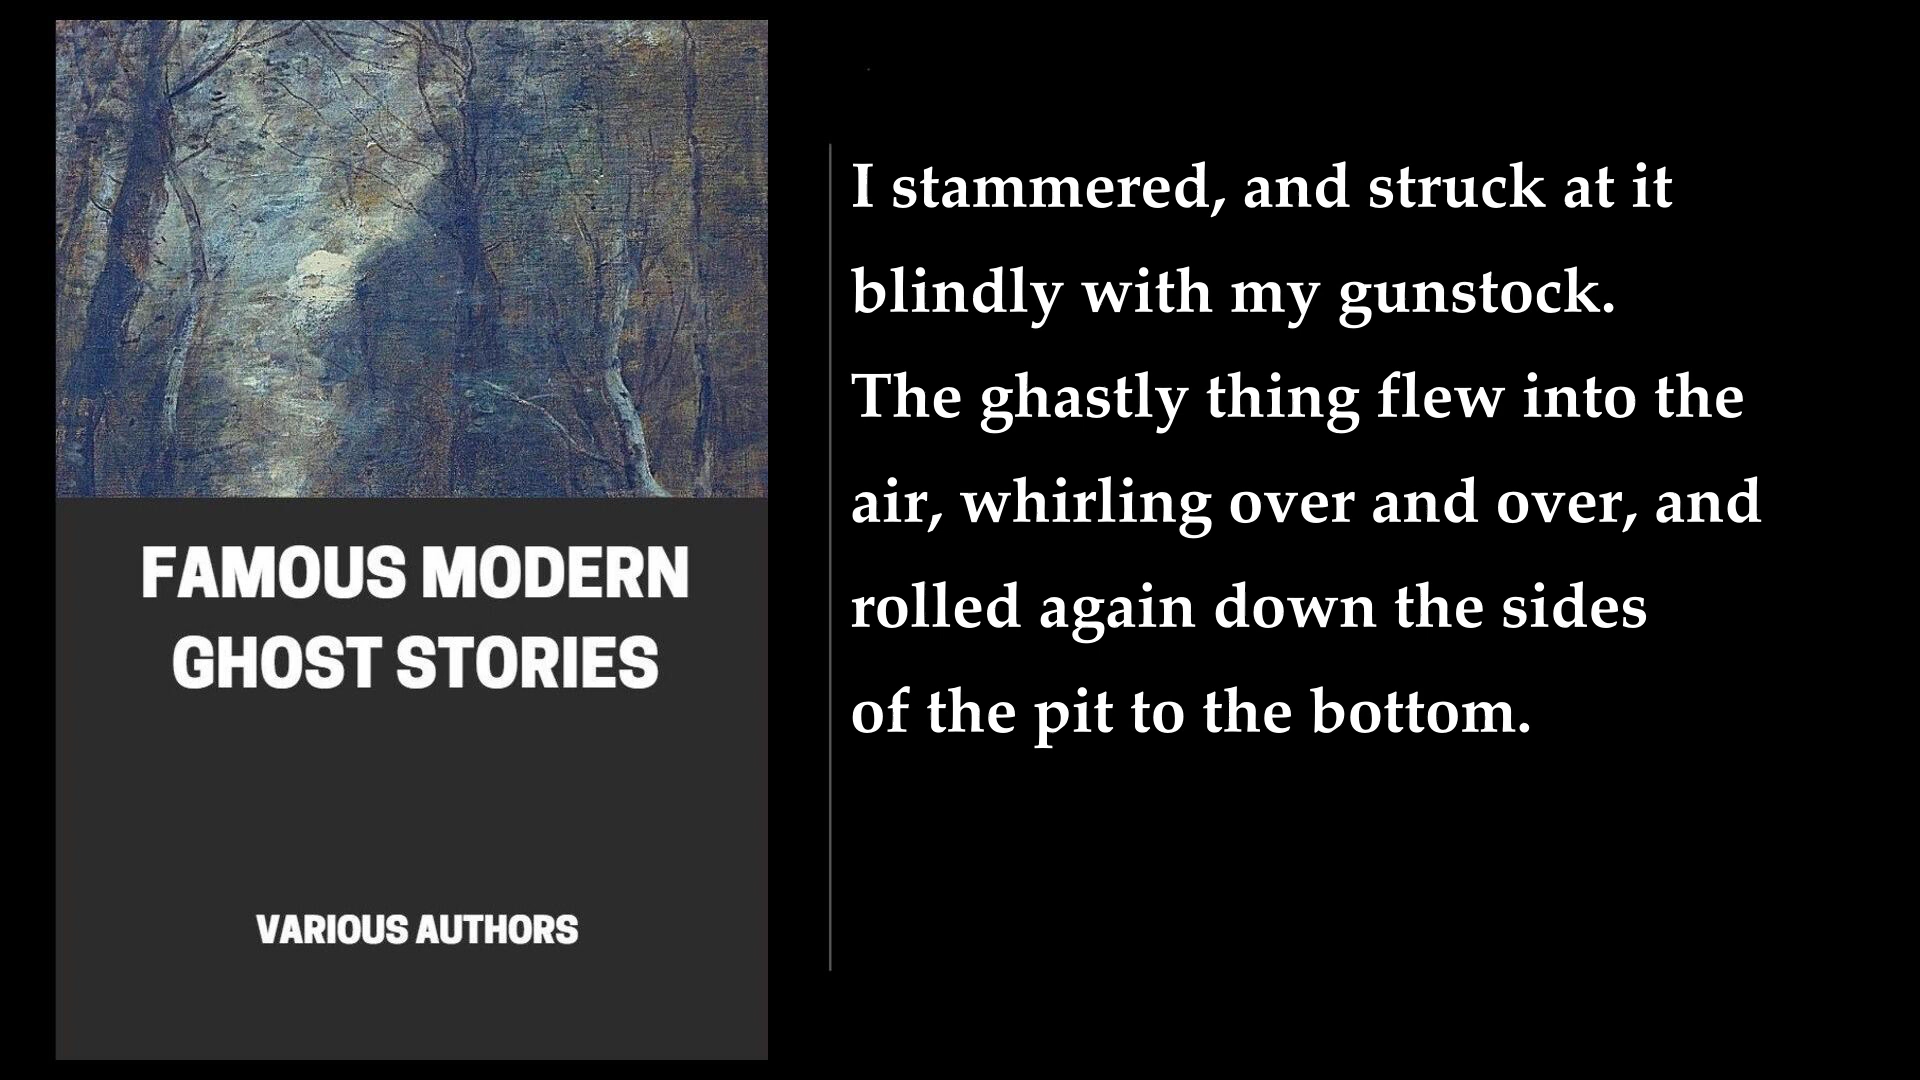 FAMOUS MODERN
GHOST STORIES
VARIOUS AUTHORS
I stammered, and struck at it
blindly with my gunstock.
The ghastly thing flew into the
air, whirling over and over, and
rolled again down the sides
of the pit to the bottom.